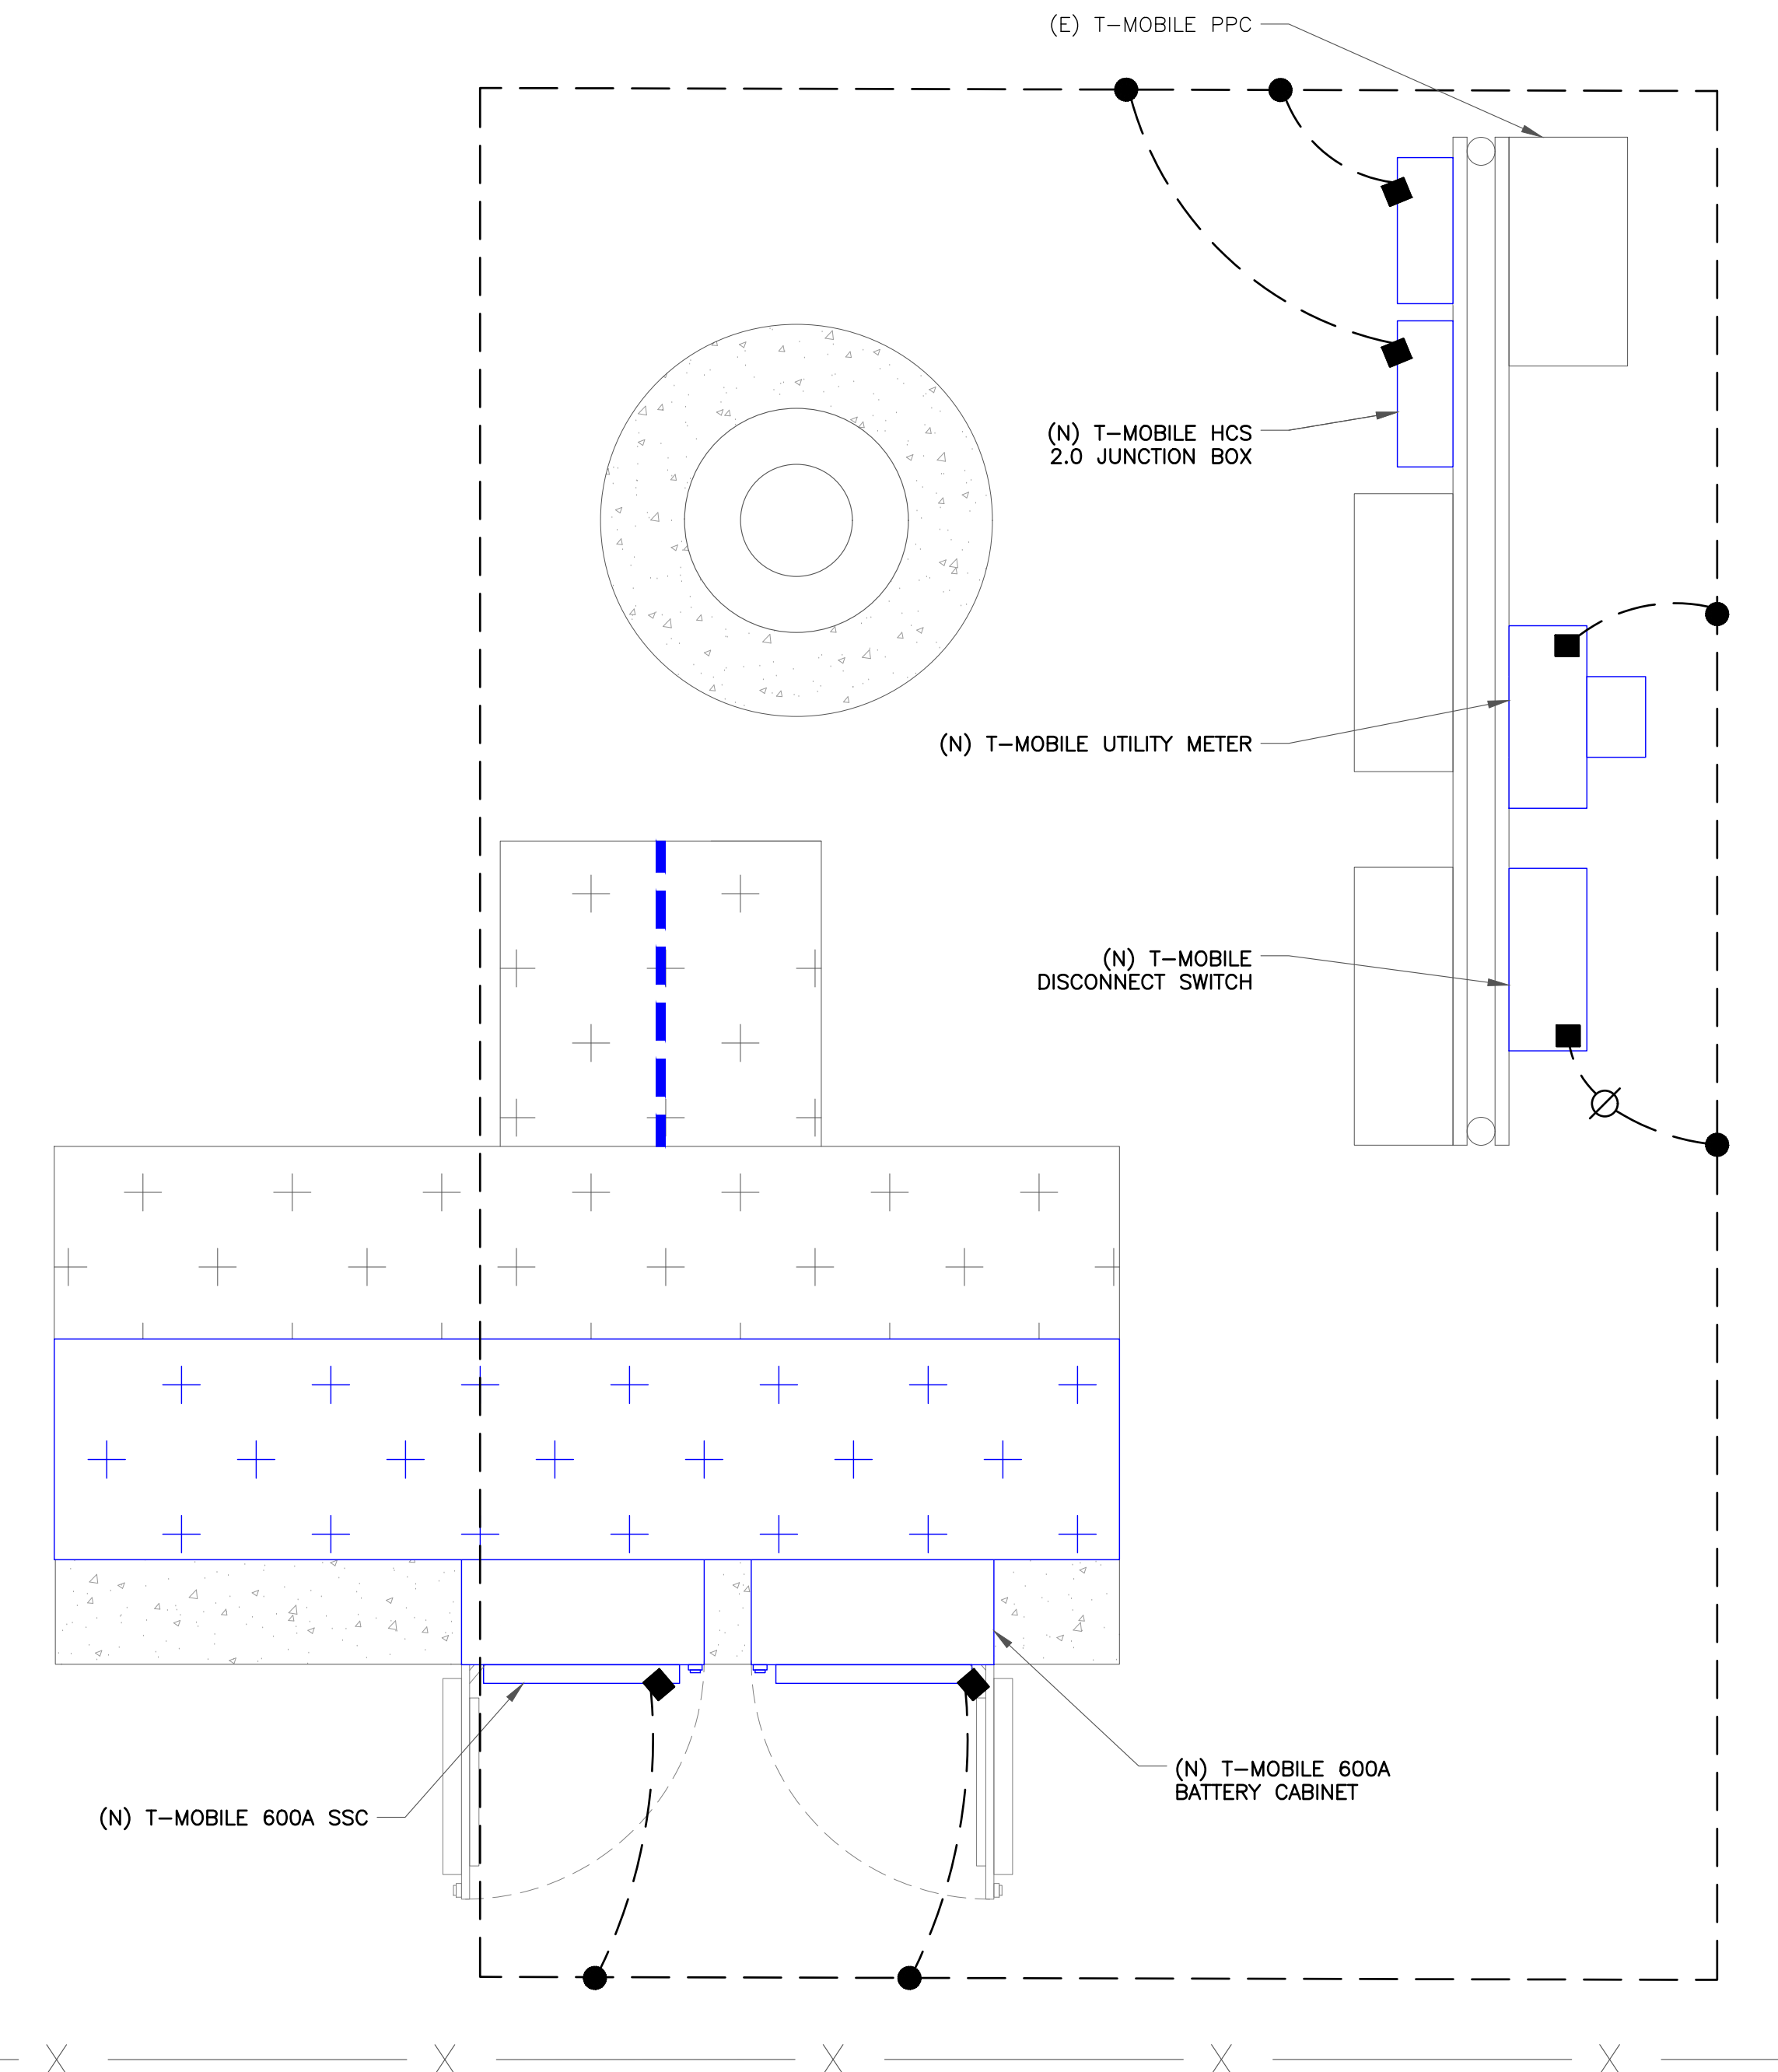 (E) T-MOBILE PPC
(N) T-MOBILE HCS
2.0 JUNCTION BOX
(N) T-MOBILE UTILITY METER
(N) T-MOBILE
DISCONNECT SWITCH
(N) T-MOBILE 600A
BATTERY CABINET
(N) T-MOBILE 600A SSC